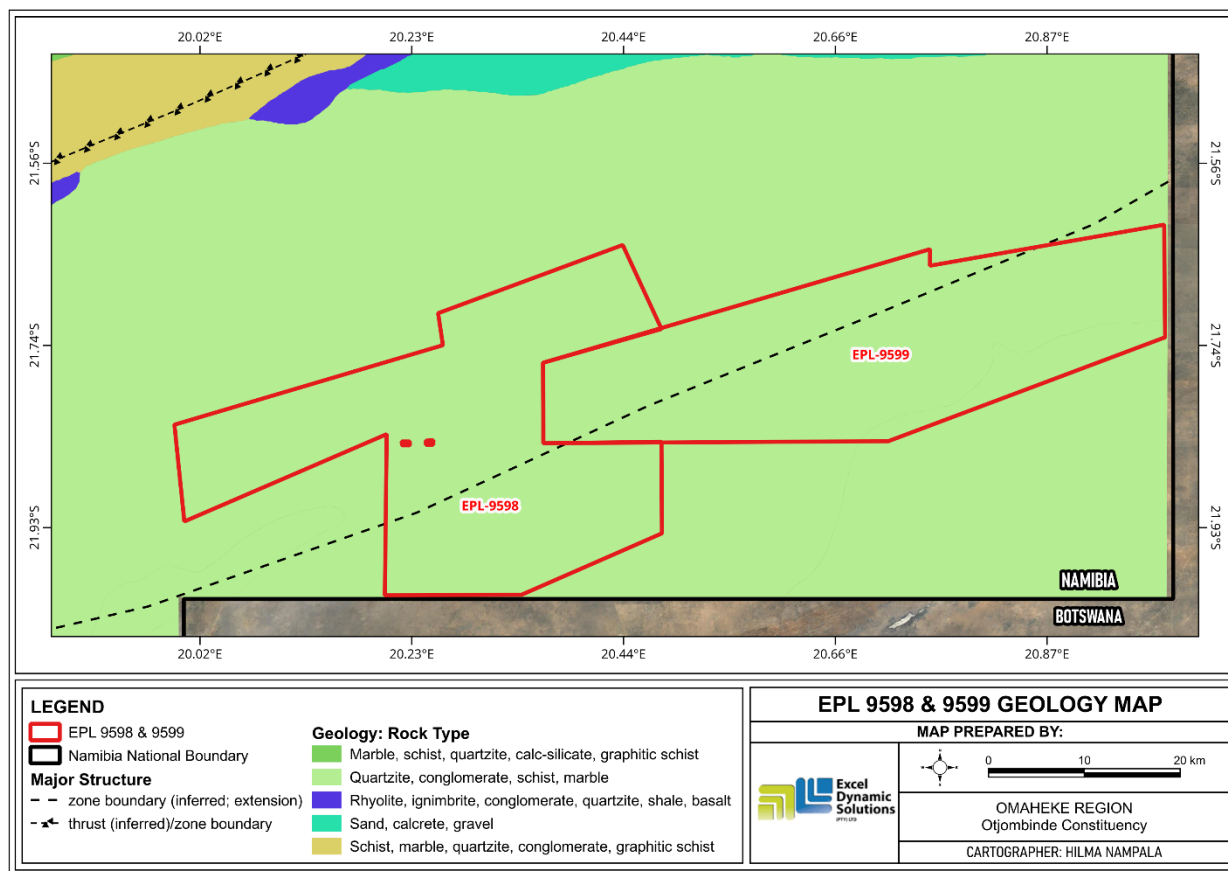 20.02°E 20.23°E 20.44°E 20.66°E 20.87°E
21.56°S 21.56°S
21.74°S 21.74°S
EPL-9599
EPL-9598
21.93°S 21.93°S
NAMIBIA
BOTSWANA
20.02°E 20.23°E 20.44°E 20.66°E 20.87°E
LEGEND
EPL 9598 & 9599
Namibia National Boundary
Major Structure
zone boundary (inferred; extension)
thrust (inferred)/zone boundary
Geology: Rock Type
Marble, schist, quartzite, calc-silicate, graphitic schist
Quartzite, conglomerate, schist, marble
Rhyolite, ignimbrite, conglomerate, quartzite, shale, basalt
Sand, calcrete, gravel
Schist, marble, quartzite, conglomerate, graphitic schist
EPL 9598 & 9599 GEOLOGY MAP
MAP PREPARED BY:
Excel
Dynamic
Solutions
(PTY) LTD
0 10 20 km
OMAHEKE REGION
Otjombinde Constituency
CARTOGRAPHER: HILMA NAMPALA